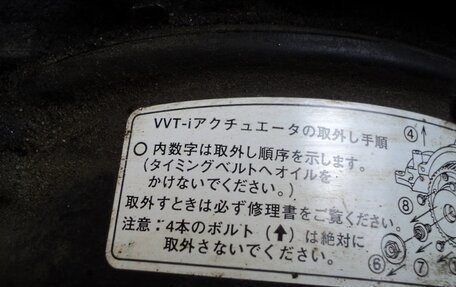 VVT-iアクチュエータの取外し手順
○内数字は取外し順序を示します。
(タイミングベルトへオイルを
かけないでください。)
取外すときは必ず修理書をご覧ください。
注意：4本のボルト（⬆）は絶対に
取外さないでください。
④
⑧
⑥
⑦